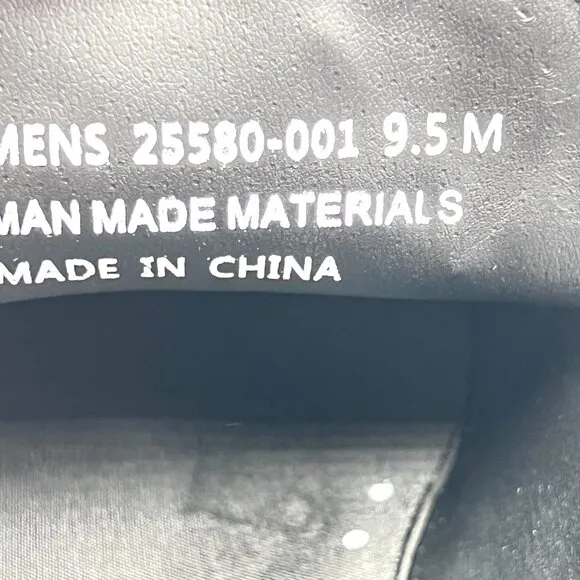 MENS 25580-001 9.5 M
MAN MADE MATERIALS
MADE IN CHINA